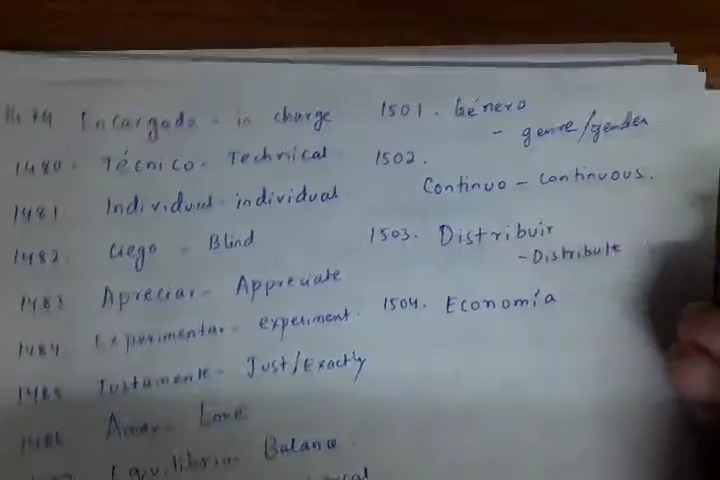 1479 Encargado - in charge
1480. Técnico - Technical
1481 Individual - individual
1482 Ciego - Blind
1483 Apreciar - Appreciate
1484 Experimentar - experiment
1485 Justamente - Just/Exactly
1486 Amar - Love
Equilibrio - Balance
1501. Género
- genre/gender
1502.
Continuo - continuous.
1503. Distribuir
- Distribute
1504. Economía